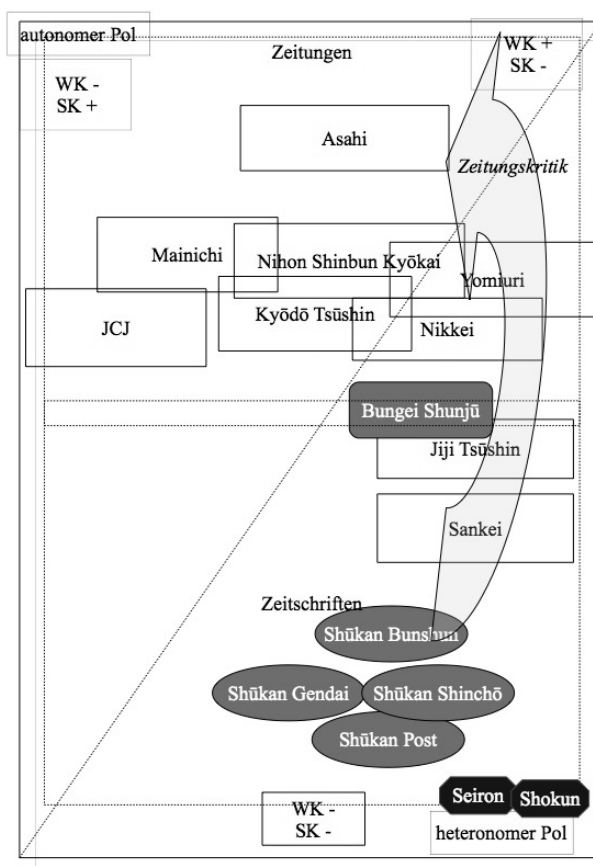 autonomer Pol
WK +
SK -
Zeitungen
WK -
SK +
Asahi
Zeitungskritik
Mainichi
Nihon Shinbun Kyōkai
Yomiuri
Kyōdō Tsūshin
JCJ
Nikkei
Bungei Shunjū
Jiji Tsūshin
Sankei
Zeitschriften
Shūkan Bunshun
Shūkan Gendai
Shūkan Shinchō
Shūkan Post
Seiron
Shokun
WK -
SK -
heteronomer Pol